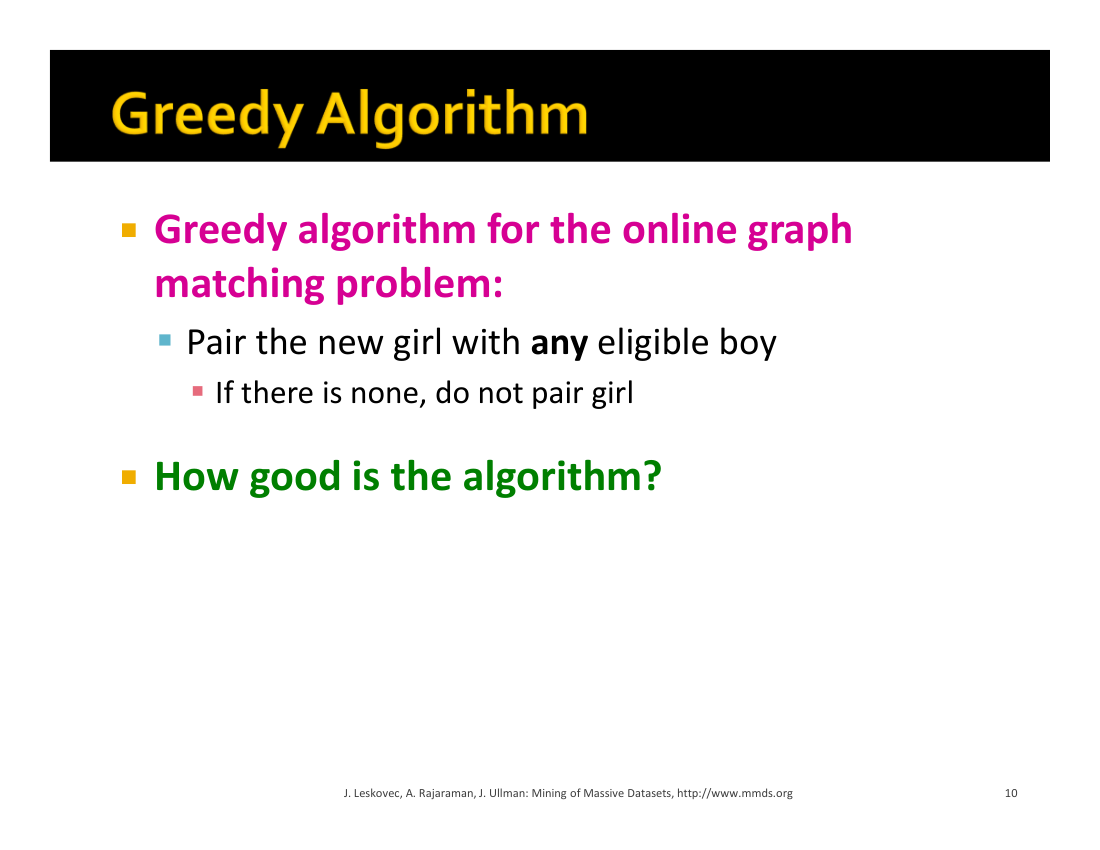 Greedy Algorithm
Greedy algorithm for the online graph
matching problem:
Pair the new girl with any eligible boy
If there is none, do not pair girl
How good is the algorithm?
J. Leskovec, A. Rajaraman, J. Ullman: Mining of Massive Datasets, http://www.mmds.org
10